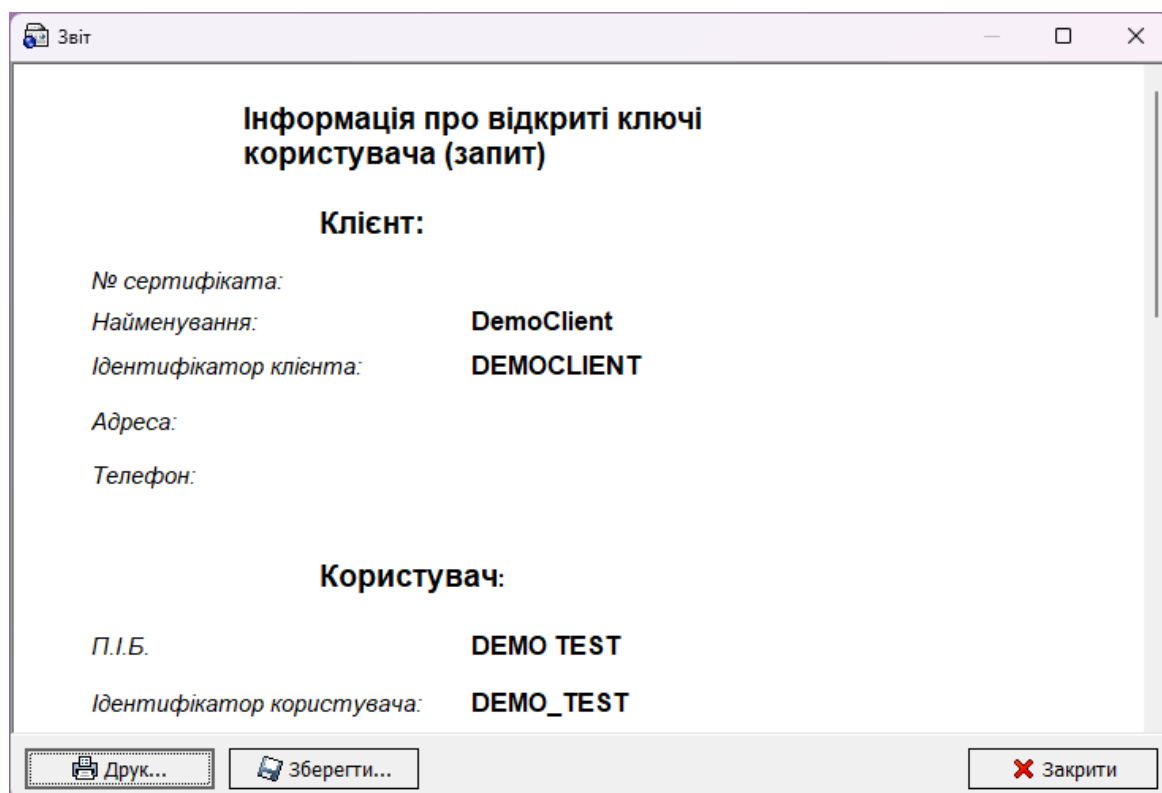 Звіт
Інформація про відкриті ключі
користувача (запит)
Клієнт:
№ сертифіката:
Найменування: DemoClient
Ідентифікатор клієнта: DEMOCLIENT
Адреса:
Телефон:
Користувач:
П.І.Б. DEMO TEST
Ідентифікатор користувача: DEMO_TEST
Друк... Зберегти... Закрити